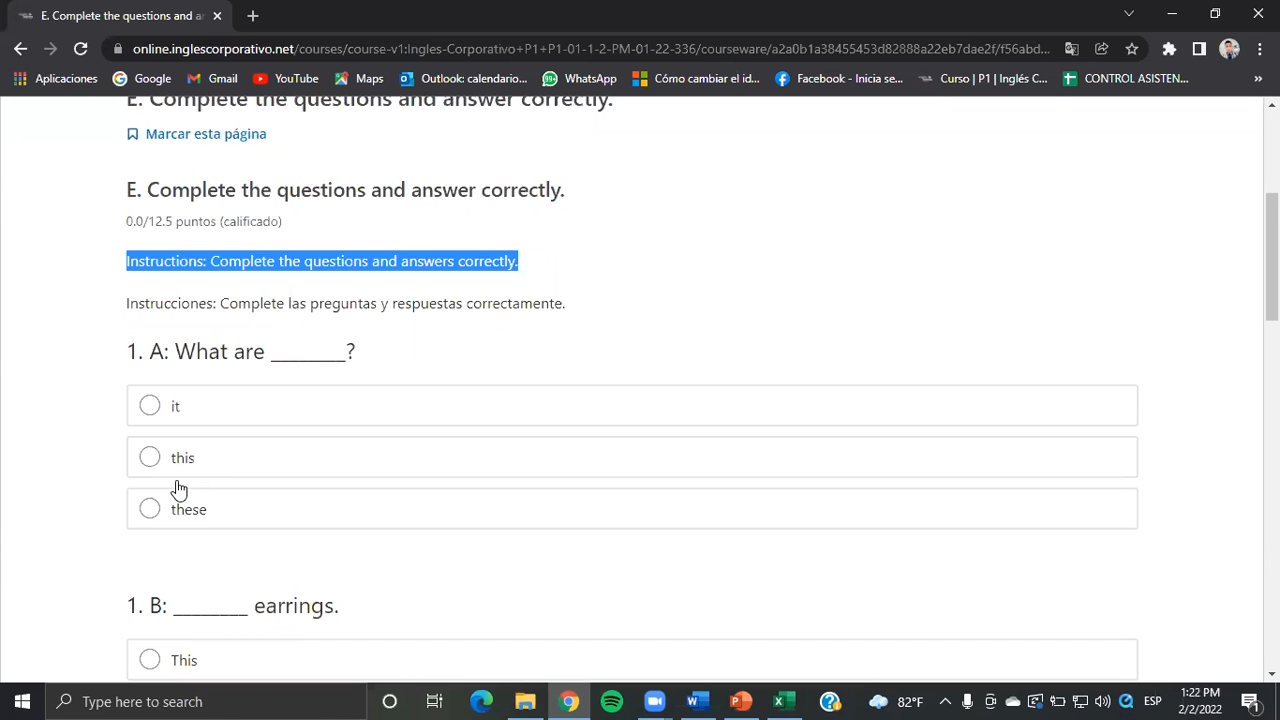 E. Complete the questions and a
online.inglescorporativo.net/courses/course-v1:Ingles-Corporativo+P1+P1-01-1-2-PM-01-22-336/courseware/a2a0b1a38455453d82888a22eb7dae2f/f56abd...
Aplicaciones Google Gmail YouTube Maps Outlook: calendario... WhatsApp Cómo cambiar el id... Facebook - Inicia se... Curso | P1 | Inglés C... CONTROL ASISTEN... »
E. Complete the questions and answer correctly.
Marcar esta página
E. Complete the questions and answer correctly.
0.0/12.5 puntos (calificado)
Instructions: Complete the questions and answers correctly.
Instrucciones: Complete las preguntas y respuestas correctamente.
1. A: What are _______?
it
this
these
1. B: _______ earrings.
This
Type here to search
82°F
ESP
1:22 PM
2/2/2022
1